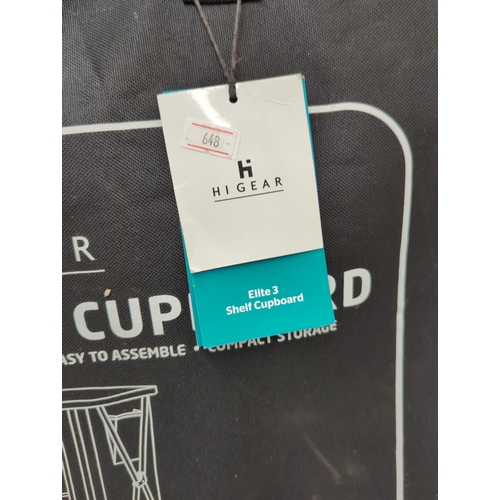 648
Hi
HIGEAR
Elite 3
Shelf Cupboard
R
CUP RD
ASY TO ASSEMBLE • COMPACT STORAGE